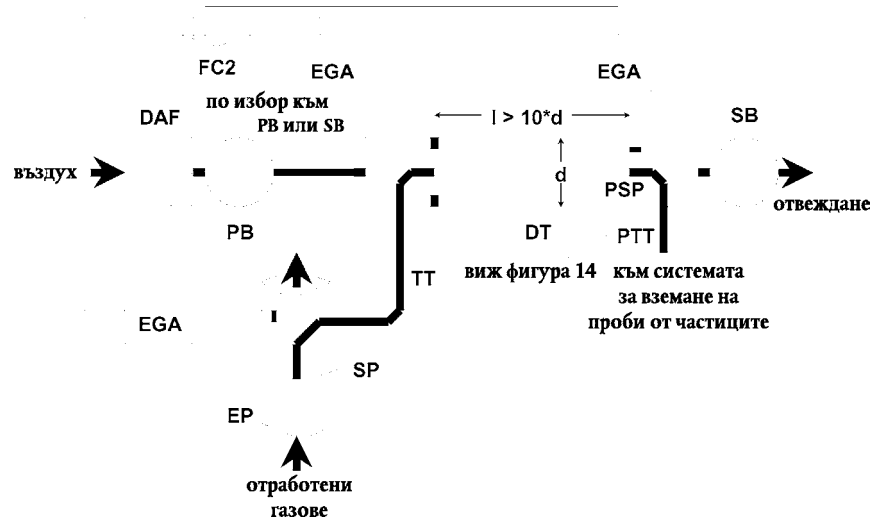 FC2
EGA
EGA
по избор към
PB или SB
DAF
l > 10*d
SB
въздух
d
PSP
отвеждане
PB
DT
PTT
виж фигура 14
към системата
за вземане на
проби от частиците
TT
EGA
SP
EP
отработени
газове